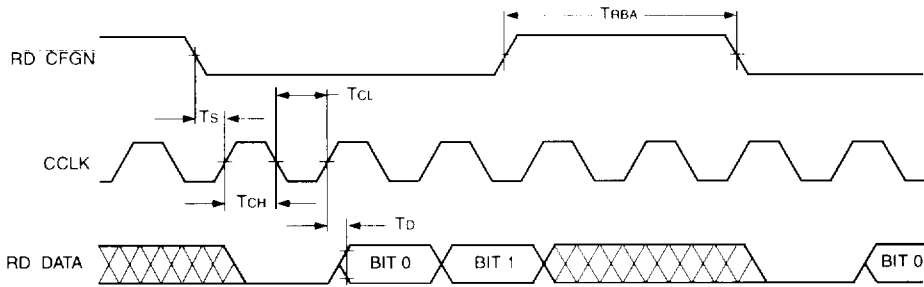 TRBA
RD CFGN
TCL
TS
CCLK
TCH
TD
RD DATA
BIT 0
BIT 1
BIT 0